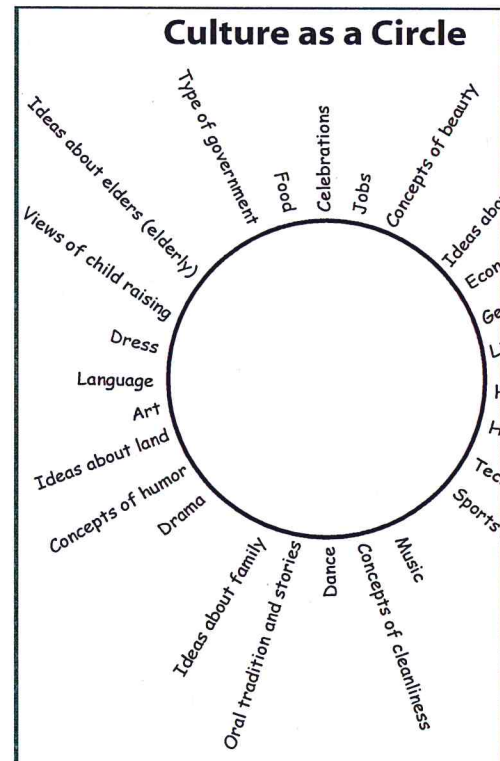 Culture as a Circle
Ideas about elders (elderly)
Type of government
Food
Celebrations
Jobs
Concepts of beauty
Ideas
Sports
Music
Concepts of cleanliness
Dance
Oral tradition and stories
Ideas about family
Drama
Concepts of humor
Ideas about land
Art
Language
Dress
Views of child raising